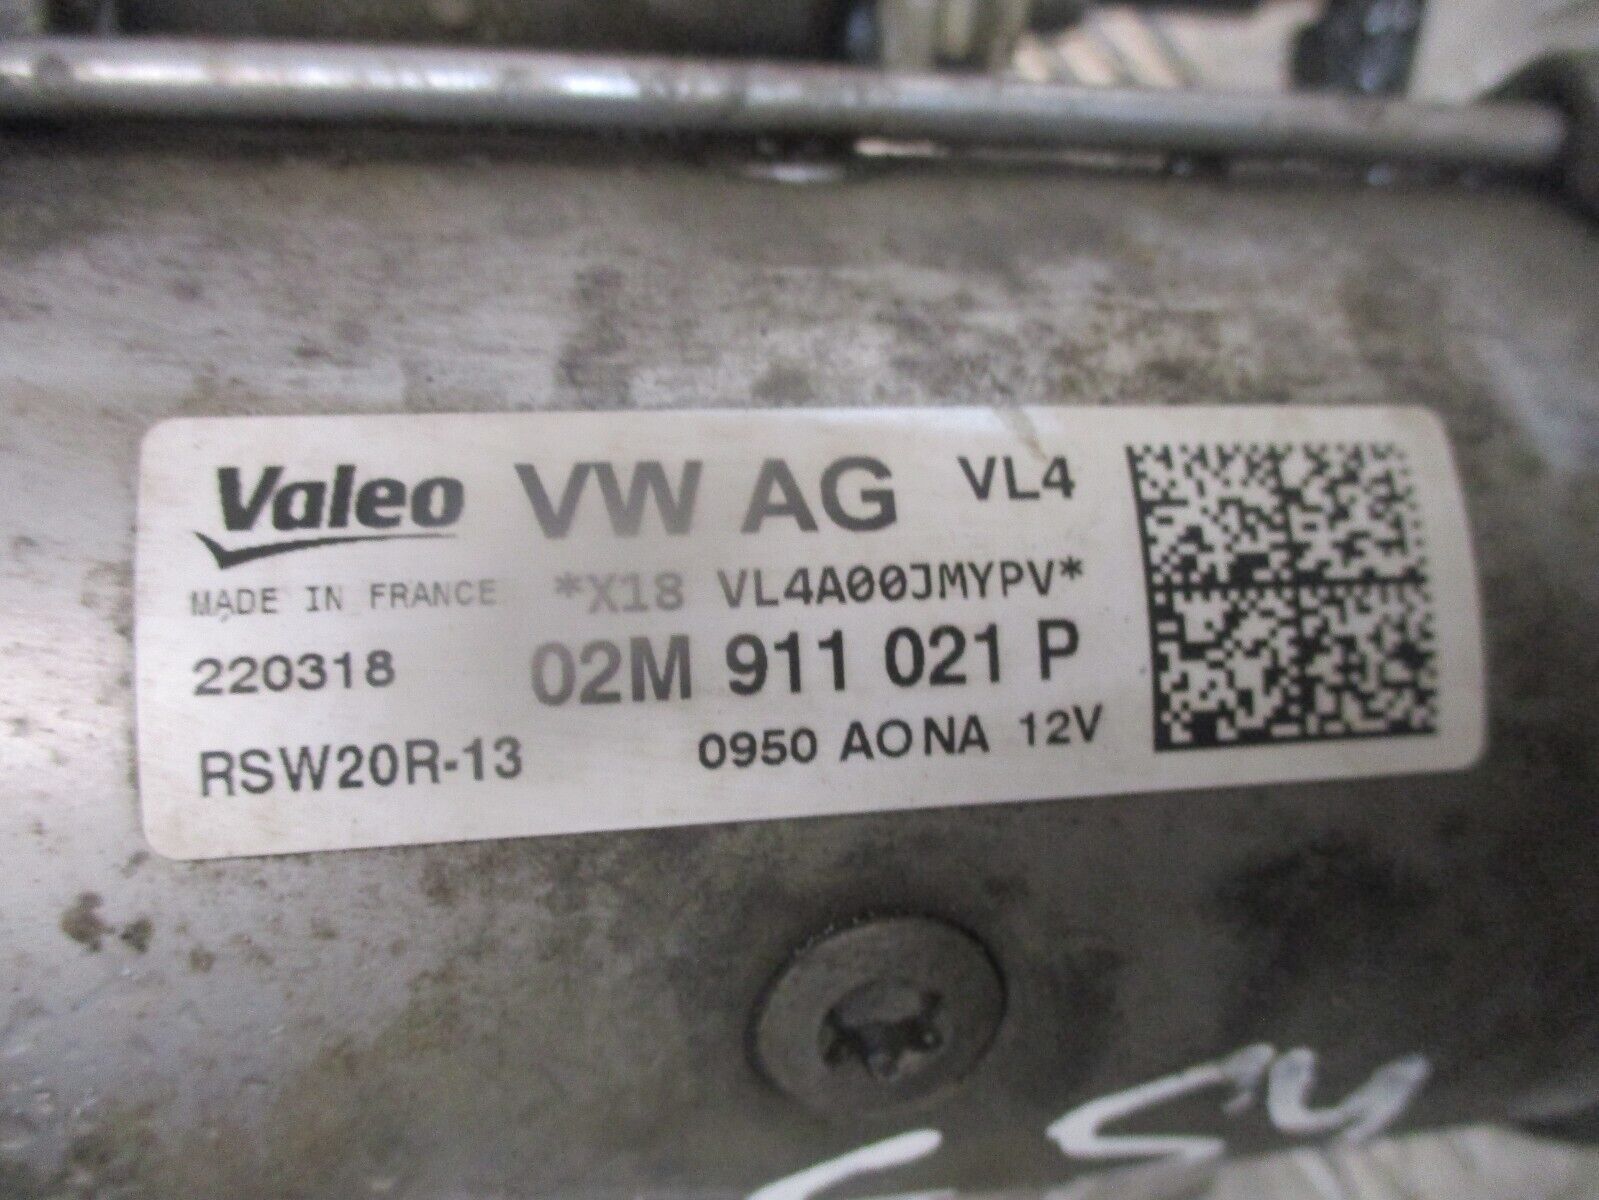 Valeo VW AG VL4
MADE IN FRANCE *X18 VL4A00JMYPV*
220318 02M 911 021 P
RSW20R-13 0950 AONA 12V